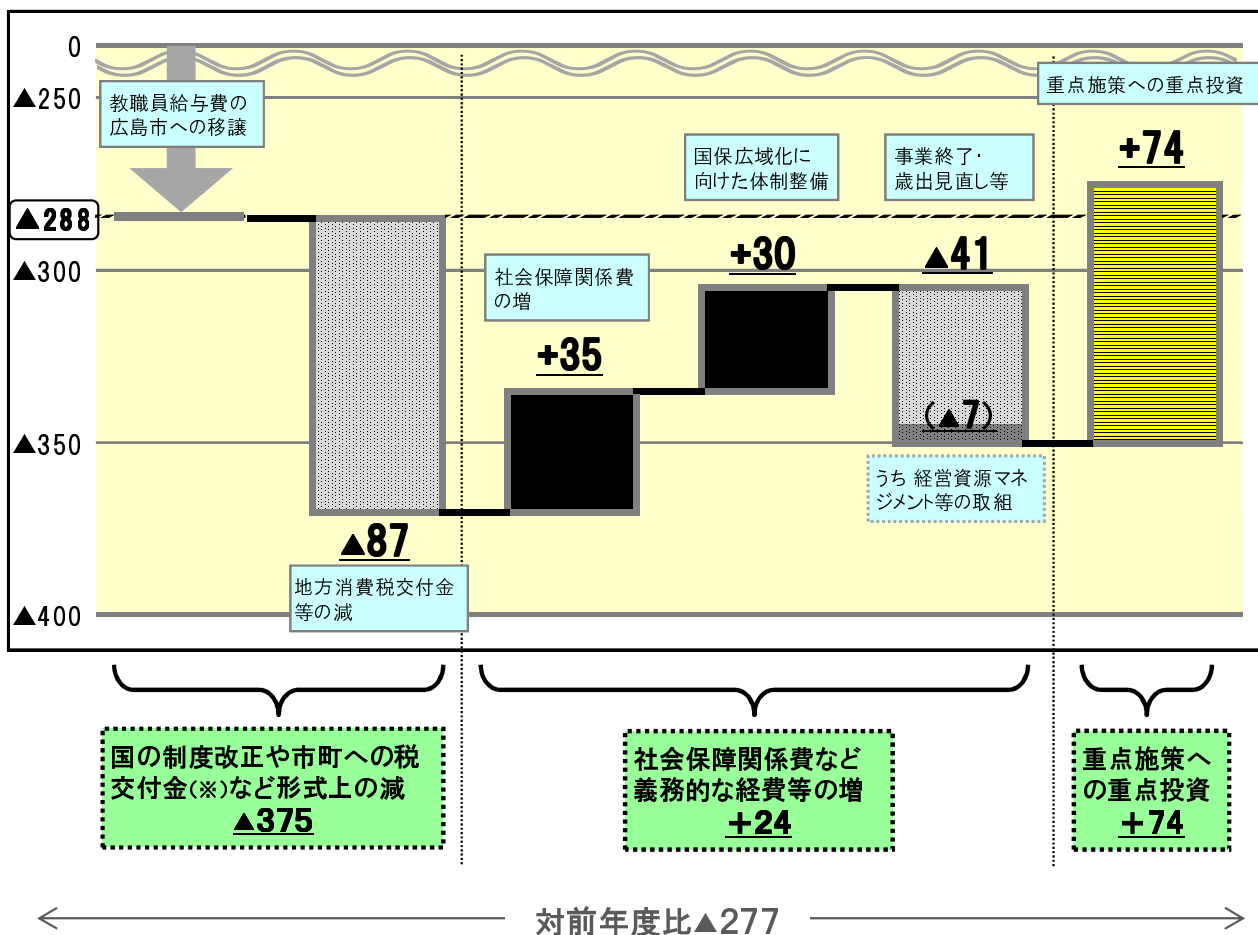 0
▲250
▲288
▲300
▲350
▲400
教職員給与費の
広島市への移譲
▲87
地方消費税交付金
等の減
社会保障関係費
の増
+35
国保広域化に
向けた体制整備
+30
事業終了・
歳出見直し等
▲41
(▲7)
うち 経営資源マネ
ジメント等の取組
重点施策への重点投資
+74
国の制度改正や市町への税
交付金(※)など形式上の減
▲375
社会保障関係費など
義務的な経費等の増
+24
重点施策へ
の重点投資
+74
対前年度比▲277